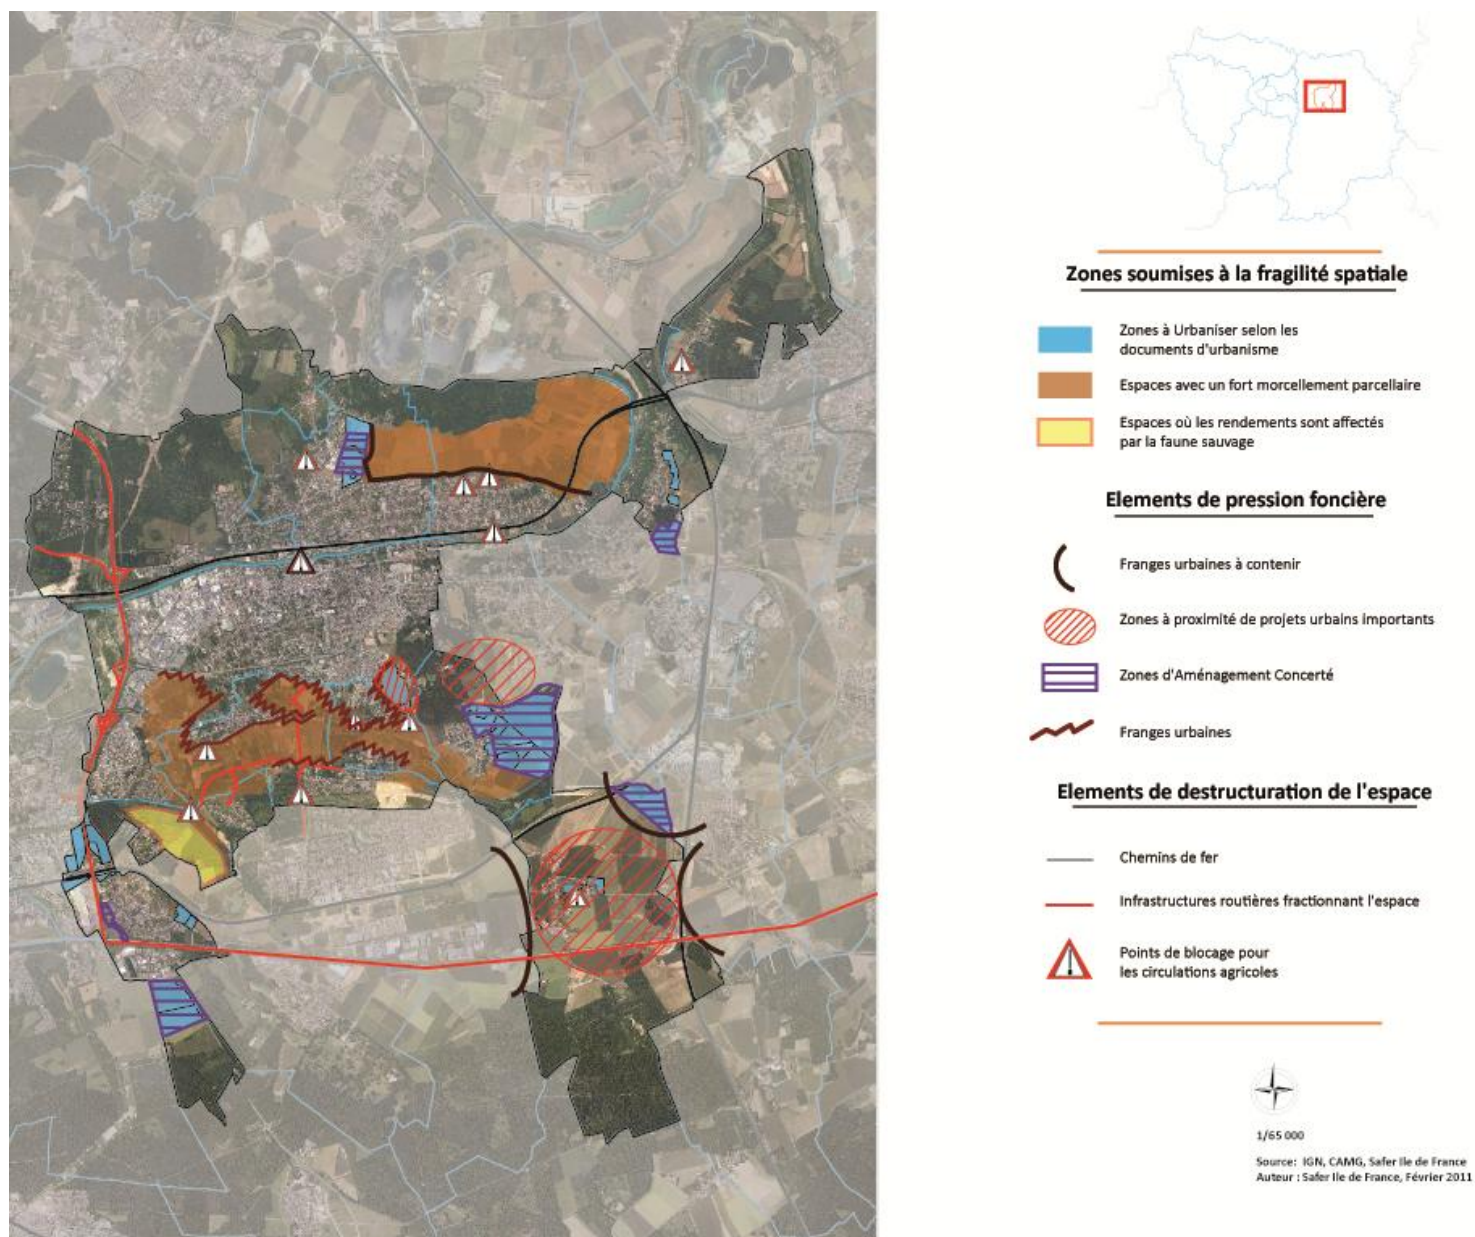 Zones soumises à la fragilité spatiale
Zones à Urbaniser selon les
documents d'urbanisme
Espaces avec un fort morcellement parcellaire
Espaces où les rendements sont affectés
par la faune sauvage
Elements de pression foncière
Franges urbaines à contenir
Zones à proximité de projets urbains importants
Zones d'Aménagement Concerté
Franges urbaines
Elements de destructuration de l'espace
Chemins de fer
Infrastructures routières fractionnant l'espace
Points de blocage pour
les circulations agricoles
1/65 000
Source: IGN, CAMG, Safer Ile de France
Auteur : Safer Ile de France, Février 2011